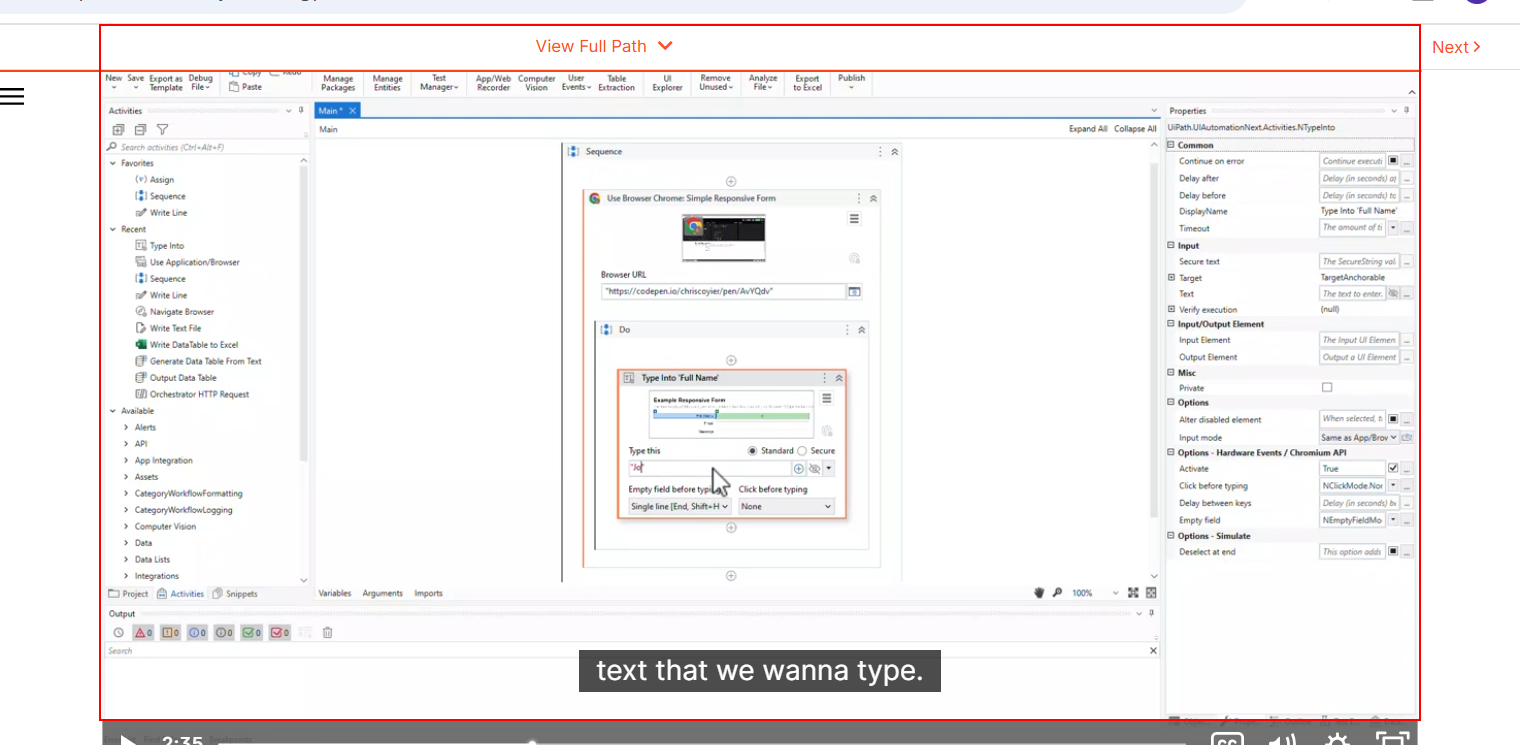 View Full Path
Next
New Save Export as Template Debug File Copy Redo Paste Manage Packages Manage Entities Test Manager App/Web Recorder Computer Vision User Events Table Extraction UI Explorer Remove Unused Analyze File Export to Excel Publish
Activities
Search activities (Ctrl+Alt+F)
Favorites
Assign
Sequence
Write Line
Recent
Type Into
Use Application/Browser
Sequence
Write Line
Navigate Browser
Write Text File
Write DataTable to Excel
Generate Data Table From Text
Output Data Table
Orchestrator HTTP Request
Available
Alerts
API
App Integration
Assets
CategoryWorkflowFormatting
CategoryWorkflowLogging
Computer Vision
Data
Data Lists
Integrations
Project Activities Snippets
Main *
Main Expand All Collapse All
Sequence
Use Browser Chrome: Simple Responsive Form
Browser URL
"https://codepen.io/chriscoyier/pen/AvYQdv"
Do
Type Into 'Full Name'
Example Responsive Form
Type this Standard Secure
"Jo"
Empty field before typing Click before typing
Single line [End, Shift+H None
Variables Arguments Imports 100%
Properties
UiPath.UIAutomationNext.Activities.NTypeInto
Common
Continue on error Continue executi
Delay after Delay (in seconds) af
Delay before Delay (in seconds) to
DisplayName Type Into 'Full Name'
Timeout The amount of ti
Input
Secure text The SecureString val
Target TargetAnchorable
Text The text to enter.
Verify execution (null)
Input/Output Element
Input Element The Input UI Elemen
Output Element Output a UI Element
Misc
Private
Options
Alter disabled element When selected, t
Input mode Same as App/Brow
Options - Hardware Events / Chromium API
Activate True
Click before typing NClickMode.Nor
Delay between keys Delay (in seconds) be
Empty field NEmptyFieldMo
Options - Simulate
Deselect at end This option adds
Output
0 0 0 0 0 0
Search
text that we wanna type.
2:35
CC